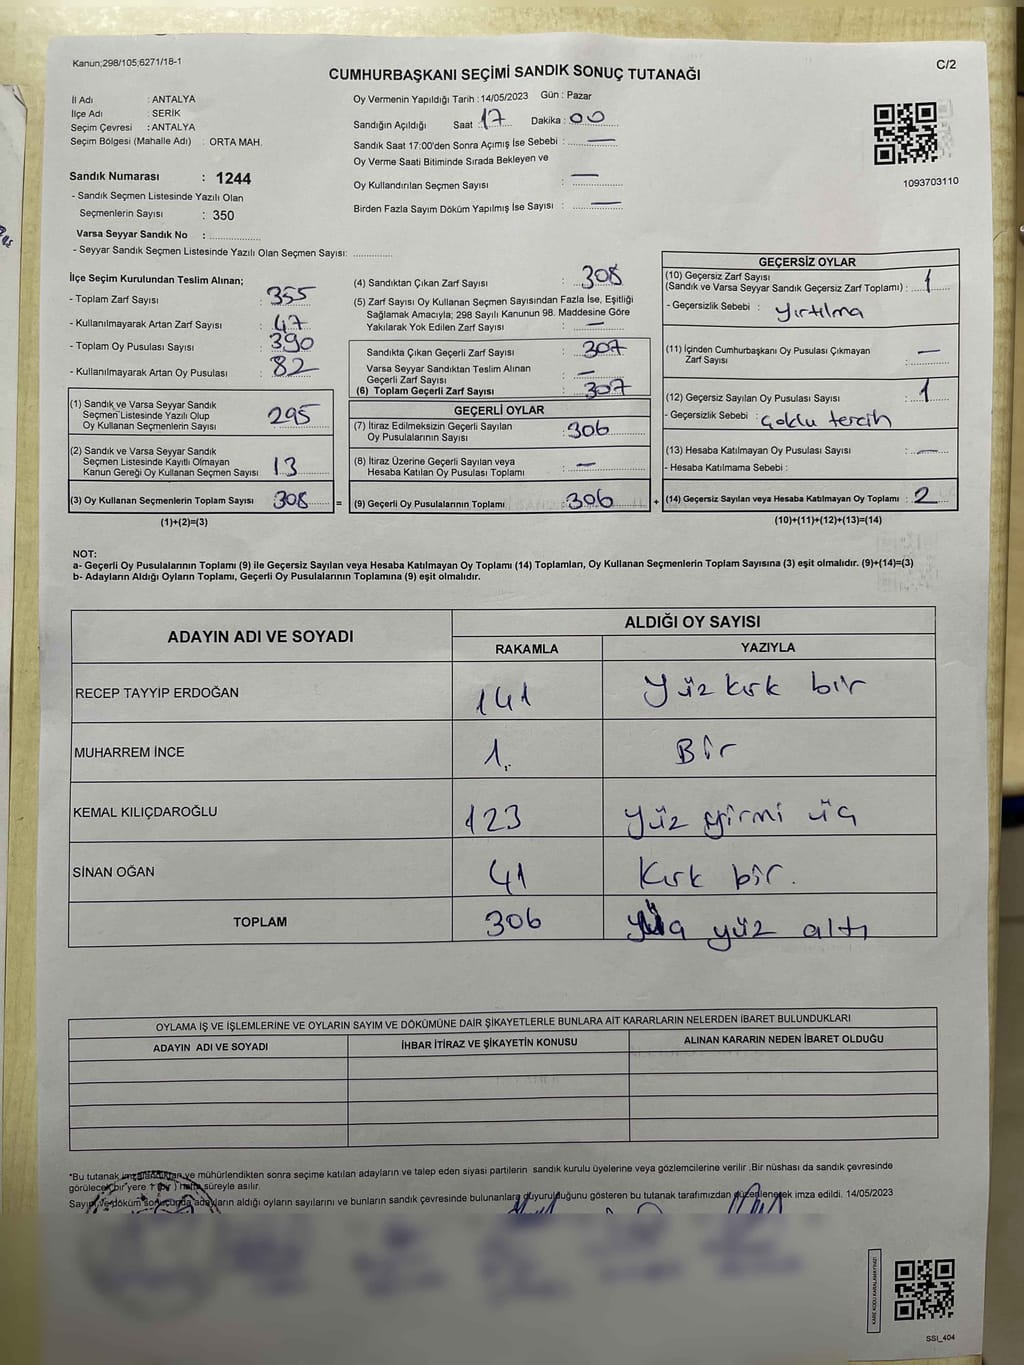 Kanun;298/105;6271/18-1
C/2
CUMHURBAŞKANI SEÇİMİ SANDIK SONUÇ TUTANAĞI
İl Adı : ANTALYA
İlçe Adı : SERİK
Seçim Çevresi : ANTALYA
Seçim Bölgesi (Mahalle Adı) : ORTA MAH.
Sandık Numarası : 1244
- Sandık Seçmen Listesinde Yazılı Olan
Seçmenlerin Sayısı : 350
Varsa Seyyar Sandık No :
- Seyyar Sandık Seçmen Listesinde Yazılı Olan Seçmen Sayısı:
Oy Vermenin Yapıldığı Tarih : 14/05/2023 Gün : Pazar
Sandığın Açıldığı Saat : 17 Dakika : 00
Sandık Saat 17:00'den Sonra Açımış İse Sebebi : —
Oy Verme Saati Bitiminde Sırada Bekleyen ve
Oy Kullandırılan Seçmen Sayısı : —
Birden Fazla Sayım Döküm Yapılmış İse Sayısı : —
1093703110
İlçe Seçim Kurulundan Teslim Alınan;
- Toplam Zarf Sayısı : 355
- Kullanılmayarak Artan Zarf Sayısı : 47
- Toplam Oy Pusulası Sayısı : 390
- Kullanılmayarak Artan Oy Pusulası : 82
(1) Sandık ve Varsa Seyyar Sandık
Seçmen Listesinde Yazılı Olup
Oy Kullanan Seçmenlerin Sayısı : 295
(2) Sandık ve Varsa Seyyar Sandık
Seçmen Listesinde Kayıtlı Olmayan
Kanun Gereği Oy Kullanan Seçmen Sayısı : 13
(3) Oy Kullanan Seçmenlerin Toplam Sayısı : 308
(1)+(2)=(3)
(4) Sandıktan Çıkan Zarf Sayısı : 308
(5) Zarf Sayısı Oy Kullanan Seçmen Sayısından Fazla İse, Eşitliği
Sağlamak Amacıyla; 298 Sayılı Kanunun 98. Maddesine Göre
Yakılarak Yok Edilen Zarf Sayısı : —
Sandıkta Çıkan Geçerli Zarf Sayısı : 307
Varsa Seyyar Sandıktan Teslim Alınan
Geçerli Zarf Sayısı : —
(6) Toplam Geçerli Zarf Sayısı : 307
GEÇERLİ OYLAR
(7) İtiraz Edilmeksizin Geçerli Sayılan
Oy Pusulalarının Sayısı : 306
(8) İtiraz Üzerine Geçerli Sayılan veya
Hesaba Katılan Oy Pusulası Toplamı : —
= (9) Geçerli Oy Pusulalarının Toplamı : 306
GEÇERSİZ OYLAR
(10) Geçersiz Zarf Sayısı
(Sandık ve Varsa Seyyar Sandık Geçersiz Zarf Toplamı) : 1
- Geçersizlik Sebebi : Yırtılma
(11) İçinden Cumhurbaşkanı Oy Pusulası Çıkmayan
Zarf Sayısı : —
(12) Geçersiz Sayılan Oy Pusulası Sayısı : 1
- Geçersizlik Sebebi : Çoklu tercih
(13) Hesaba Katılmayan Oy Pusulası Sayısı : —
- Hesaba Katılmama Sebebi :
+ (14) Geçersiz Sayılan veya Hesaba Katılmayan Oy Toplamı : 2
(10)+(11)+(12)+(13)=(14)
NOT:
a- Geçerli Oy Pusulalarının Toplamı (9) ile Geçersiz Sayılan veya Hesaba Katılmayan Oy Toplamı (14) Toplamları, Oy Kullanan Seçmenlerin Toplam Sayısına (3) eşit olmalıdır. (9)+(14)=(3)
b- Adayların Aldığı Oyların Toplamı, Geçerli Oy Pusulalarının Toplamına (9) eşit olmalıdır.
ADAYIN ADI VE SOYADI ALDIĞI OY SAYISI
RAKAMLA YAZIYLA
RECEP TAYYİP ERDOĞAN 141 Yüz kırk bir
MUHARREM İNCE 1. Bir
KEMAL KILIÇDAROĞLU 123 Yüz yirmi üç
SİNAN OĞAN 41 Kırk bir.
TOPLAM 306 yüz altı
OYLAMA İŞ VE İŞLEMLERİNE VE OYLARIN SAYIM VE DÖKÜMÜNE DAİR ŞİKAYETLERLE BUNLARA AİT KARARLARIN NELERDEN İBARET BULUNDUKLARI
ADAYIN ADI VE SOYADI İHBAR İTİRAZ VE ŞİKAYETİN KONUSU ALINAN KARARIN NEDEN İBARET OLDUĞU
*Bu tutanak imzalandıktan ve mühürlendikten sonra seçime katılan adayların ve talep eden siyasi partilerin sandık kurulu üyelerine veya gözlemcilerine verilir .Bir nüshası da sandık çevresinde
görülecek bir yere 1 (bir ) hafta süreyle asılır.
Sayım ve döküm sonucunda adayların aldığı oyların sayılarını ve bunların sandık çevresinde bulunanlara duyurulduğunu gösteren bu tutanak tarafımızdan düzenlenerek imza edildi. 14/05/2023
SSI_404